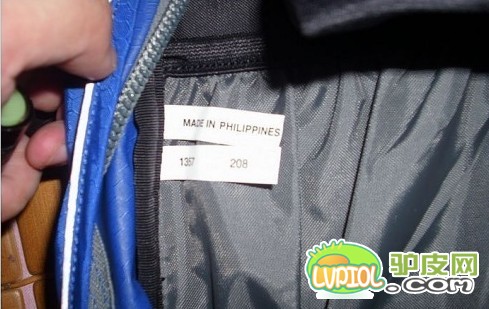 MADE IN PHILIPPINES
1357 208
LVPIOL 驴皮网
.com